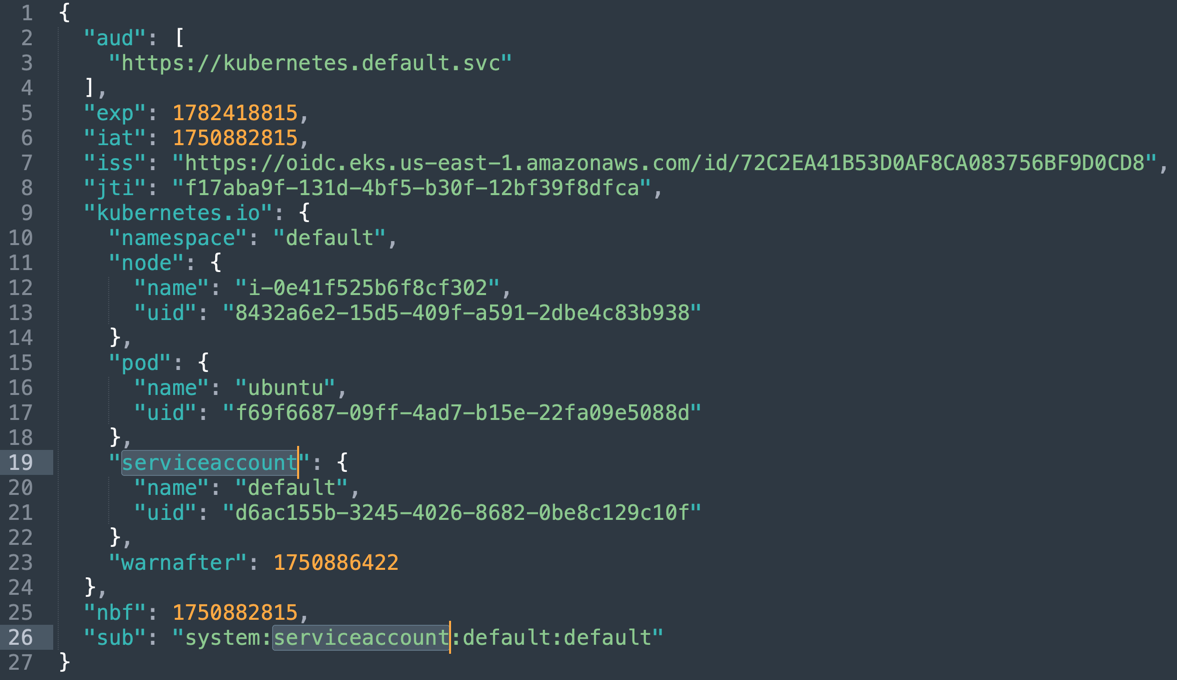 1 {
2 "aud": [
3 "https://kubernetes.default.svc"
4 ],
5 "exp": 1782418815,
6 "iat": 1750882815,
7 "iss": "https://oidc.eks.us-east-1.amazonaws.com/id/72C2EA41B53D0AF8CA083756BF9D0CD8",
8 "jti": "f17aba9f-131d-4bf5-b30f-12bf39f8dfca",
9 "kubernetes.io": {
10 "namespace": "default",
11 "node": {
12 "name": "i-0e41f525b6f8cf302",
13 "uid": "8432a6e2-15d5-409f-a591-2dbe4c83b938"
14 },
15 "pod": {
16 "name": "ubuntu",
17 "uid": "f69f6687-09ff-4ad7-b15e-22fa09e5088d"
18 },
19 "serviceaccount": {
20 "name": "default",
21 "uid": "d6ac155b-3245-4026-8682-0be8c129c10f"
22 },
23 "warnafter": 1750886422
24 },
25 "nbf": 1750882815,
26 "sub": "system:serviceaccount:default:default"
27 }